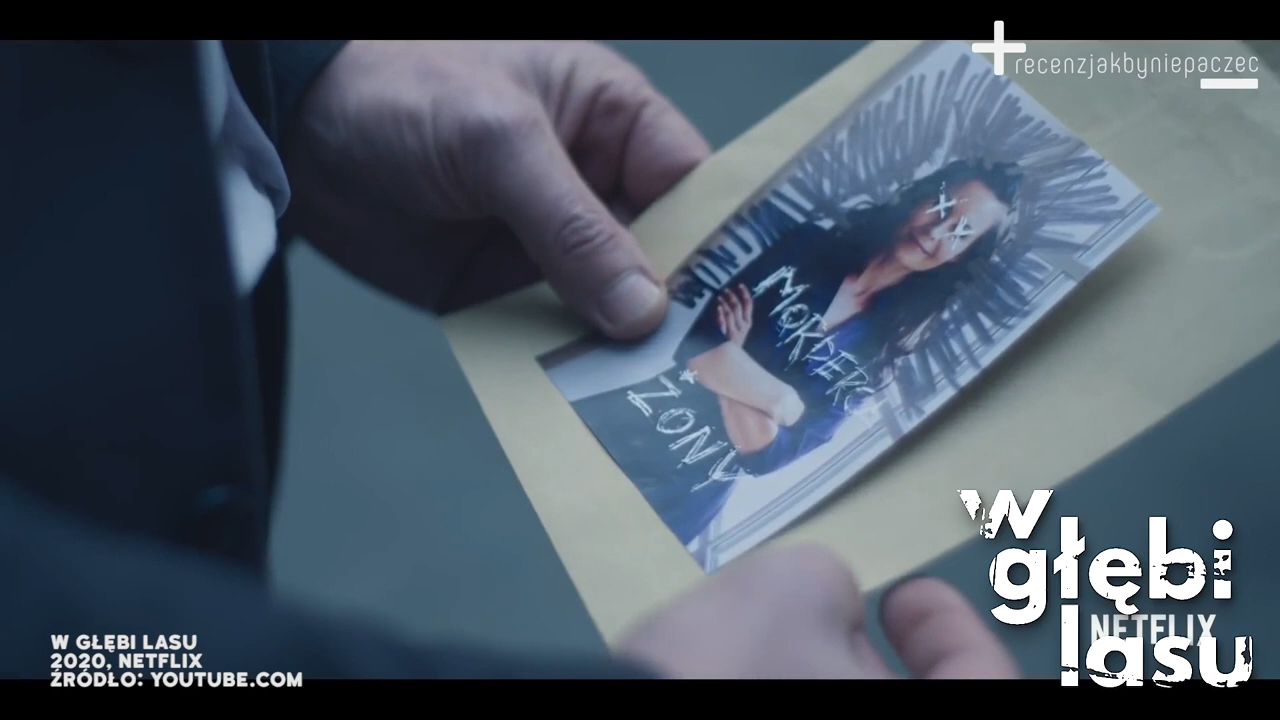 recenzjakbyniepaczec
MORDERCA
ŻONY
w
głębi
lasu
NETFLIX
W GŁĘBI LASU
2020, NETFLIX
ŹRÓDŁO: YOUTUBE.COM